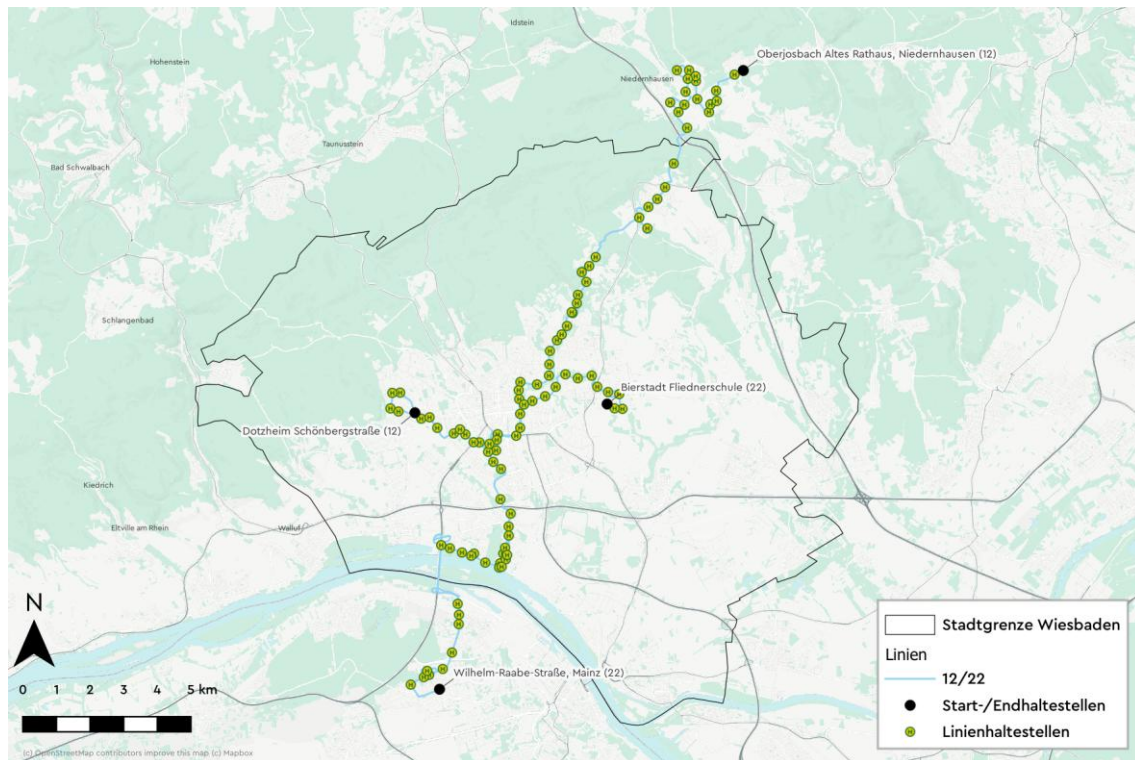 Idstein
Hohenstein
Oberjosbach Altes Rathaus, Niedernhausen (12)
Niedernhausen
Taunusstein
Bad Schwalbach
Schlangenbad
Bierstadt Fliednerschule (22)
Dotzheim Schönbergstraße (12)
Kiedrich
Eltville am Rhein
Walluf
N
0 1 2 3 4 5 km
Wilhelm-Raabe-Straße, Mainz (22)
Stadtgrenze Wiesbaden
Linien
12/22
Start-/Endhaltestellen
H Linienhaltestellen
(c) OpenStreetMap contributors improve this map (c) Mapbox